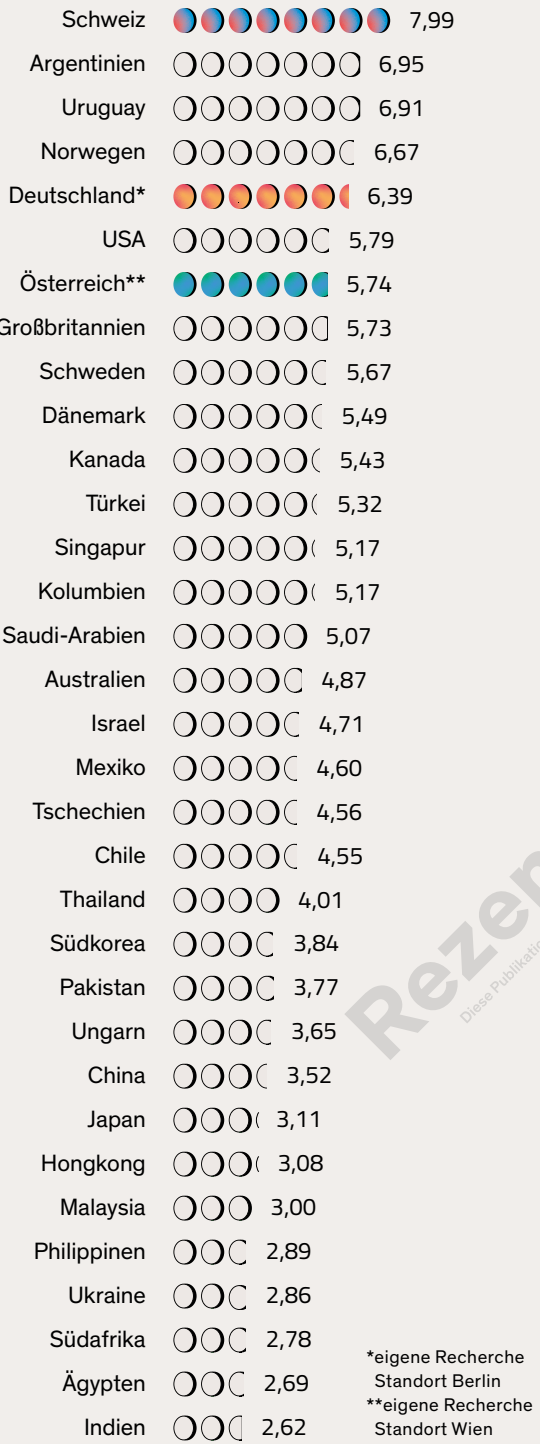 Schweiz 7,99
Argentinien 6,95
Uruguay 6,91
Norwegen 6,67
Deutschland* 6,39
USA 5,79
Österreich** 5,74
Großbritannien 5,73
Schweden 5,67
Dänemark 5,49
Kanada 5,43
Türkei 5,32
Singapur 5,17
Kolumbien 5,17
Saudi-Arabien 5,07
Australien 4,87
Israel 4,71
Mexiko 4,60
Tschechien 4,56
Chile 4,55
Thailand 4,01
Südkorea 3,84
Pakistan 3,77
Ungarn 3,65
China 3,52
Japan 3,11
Hongkong 3,08
Malaysia 3,00
Philippinen 2,89
Ukraine 2,86
Südafrika 2,78
Ägypten 2,69
Indien 2,62
*eigene Recherche
Standort Berlin
**eigene Recherche
Standort Wien
Diese